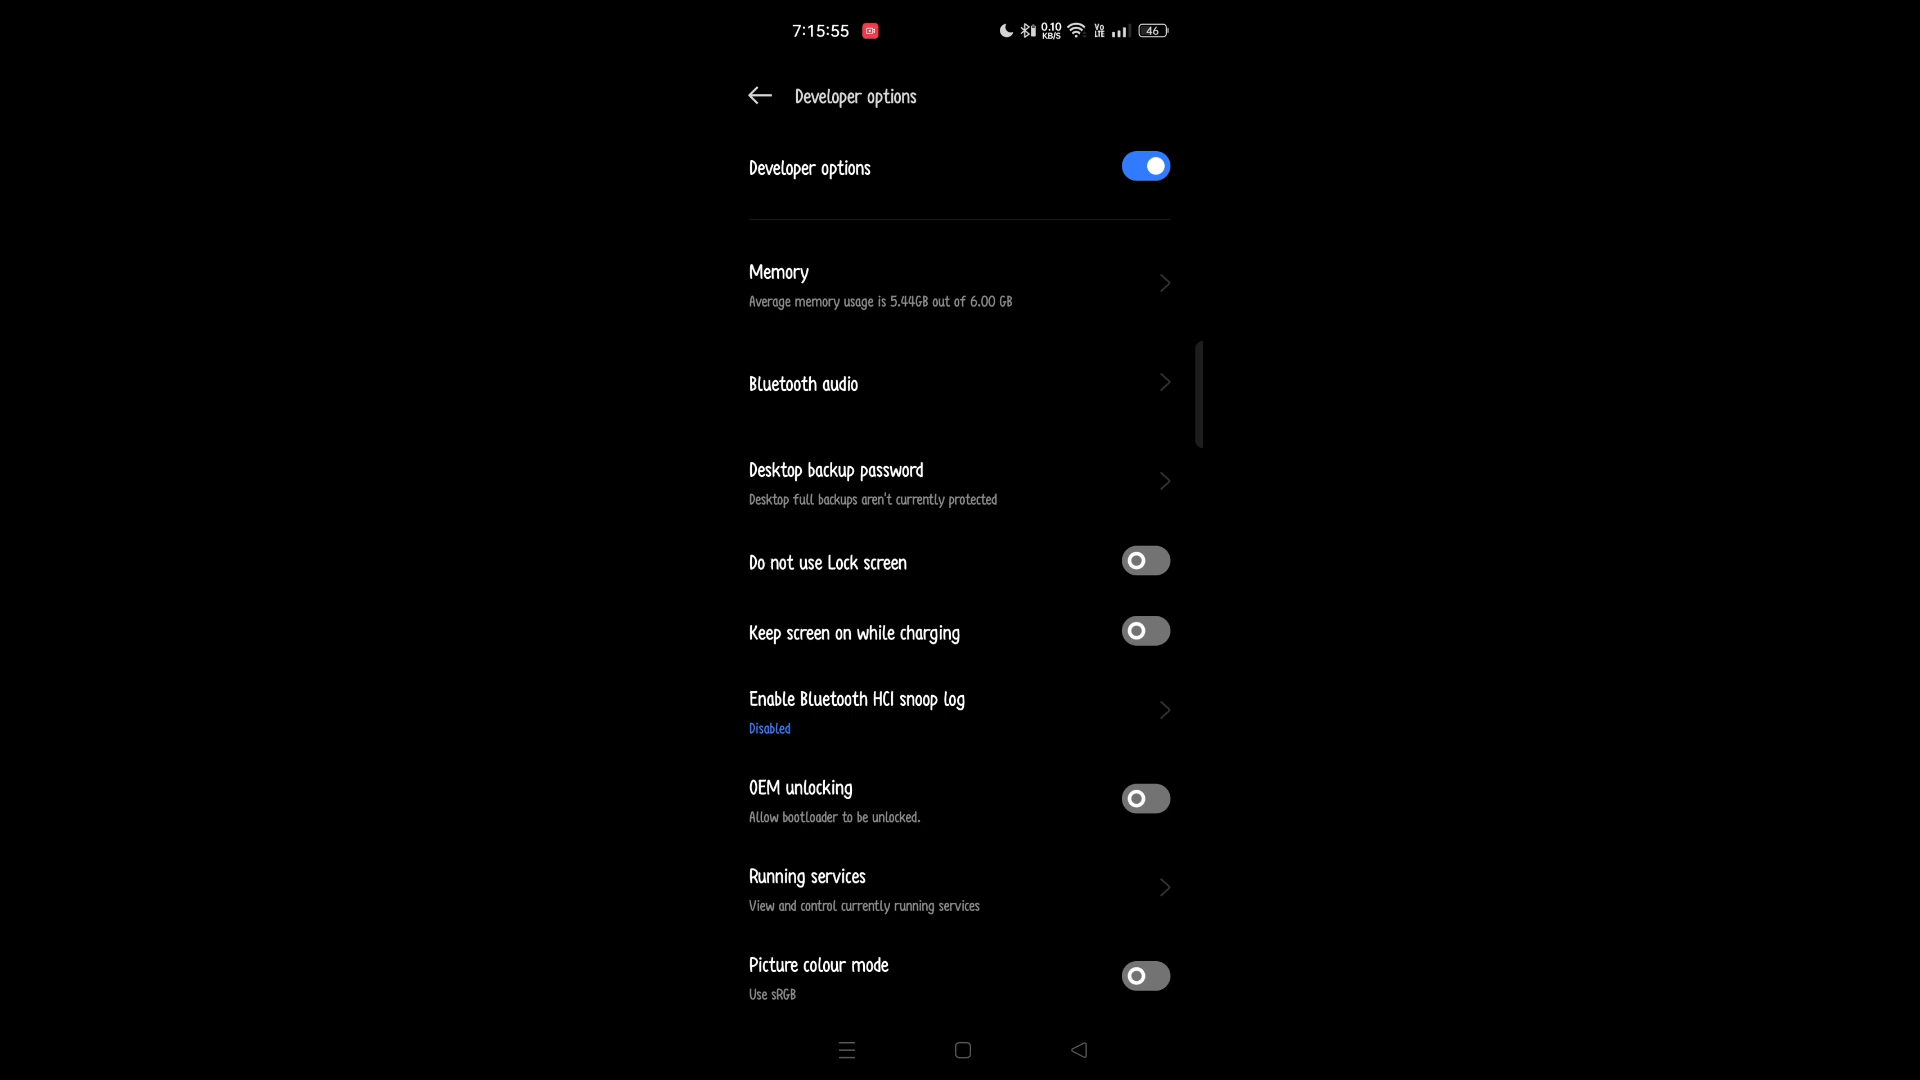 7:15:55
0.10
KB/S
Vo
LTE
46
Developer options
Developer options
Memory
Average memory usage is 5.44GB out of 6.00 GB
Bluetooth audio
Desktop backup password
Desktop full backups aren't currently protected
Do not use Lock screen
Keep screen on while charging
Enable Bluetooth HCI snoop log
Disabled
OEM unlocking
Allow bootloader to be unlocked.
Running services
View and control currently running services
Picture colour mode
Use sRGB